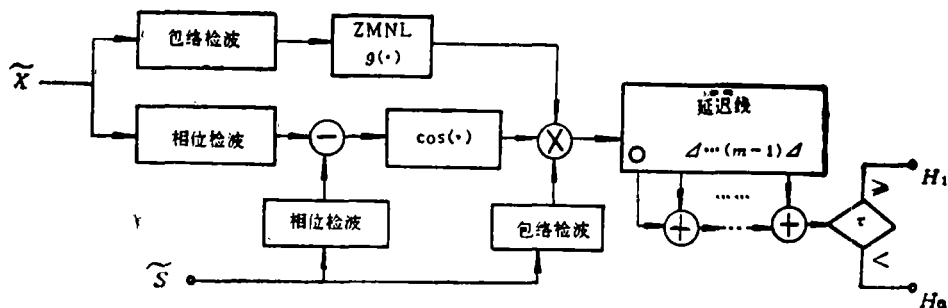 包络检波
ZMNL
g(·)
X̃
相位检波
−
cos(·)
×
延迟线
0
Δ…(m−1)Δ
……
H₁
≥
相位检波
包络检波
+
…
+
τ
<
S̃
H₀